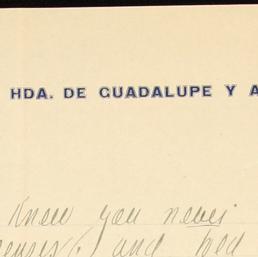 HDA. DE GUADALUPE Y A
Knew you never
and had